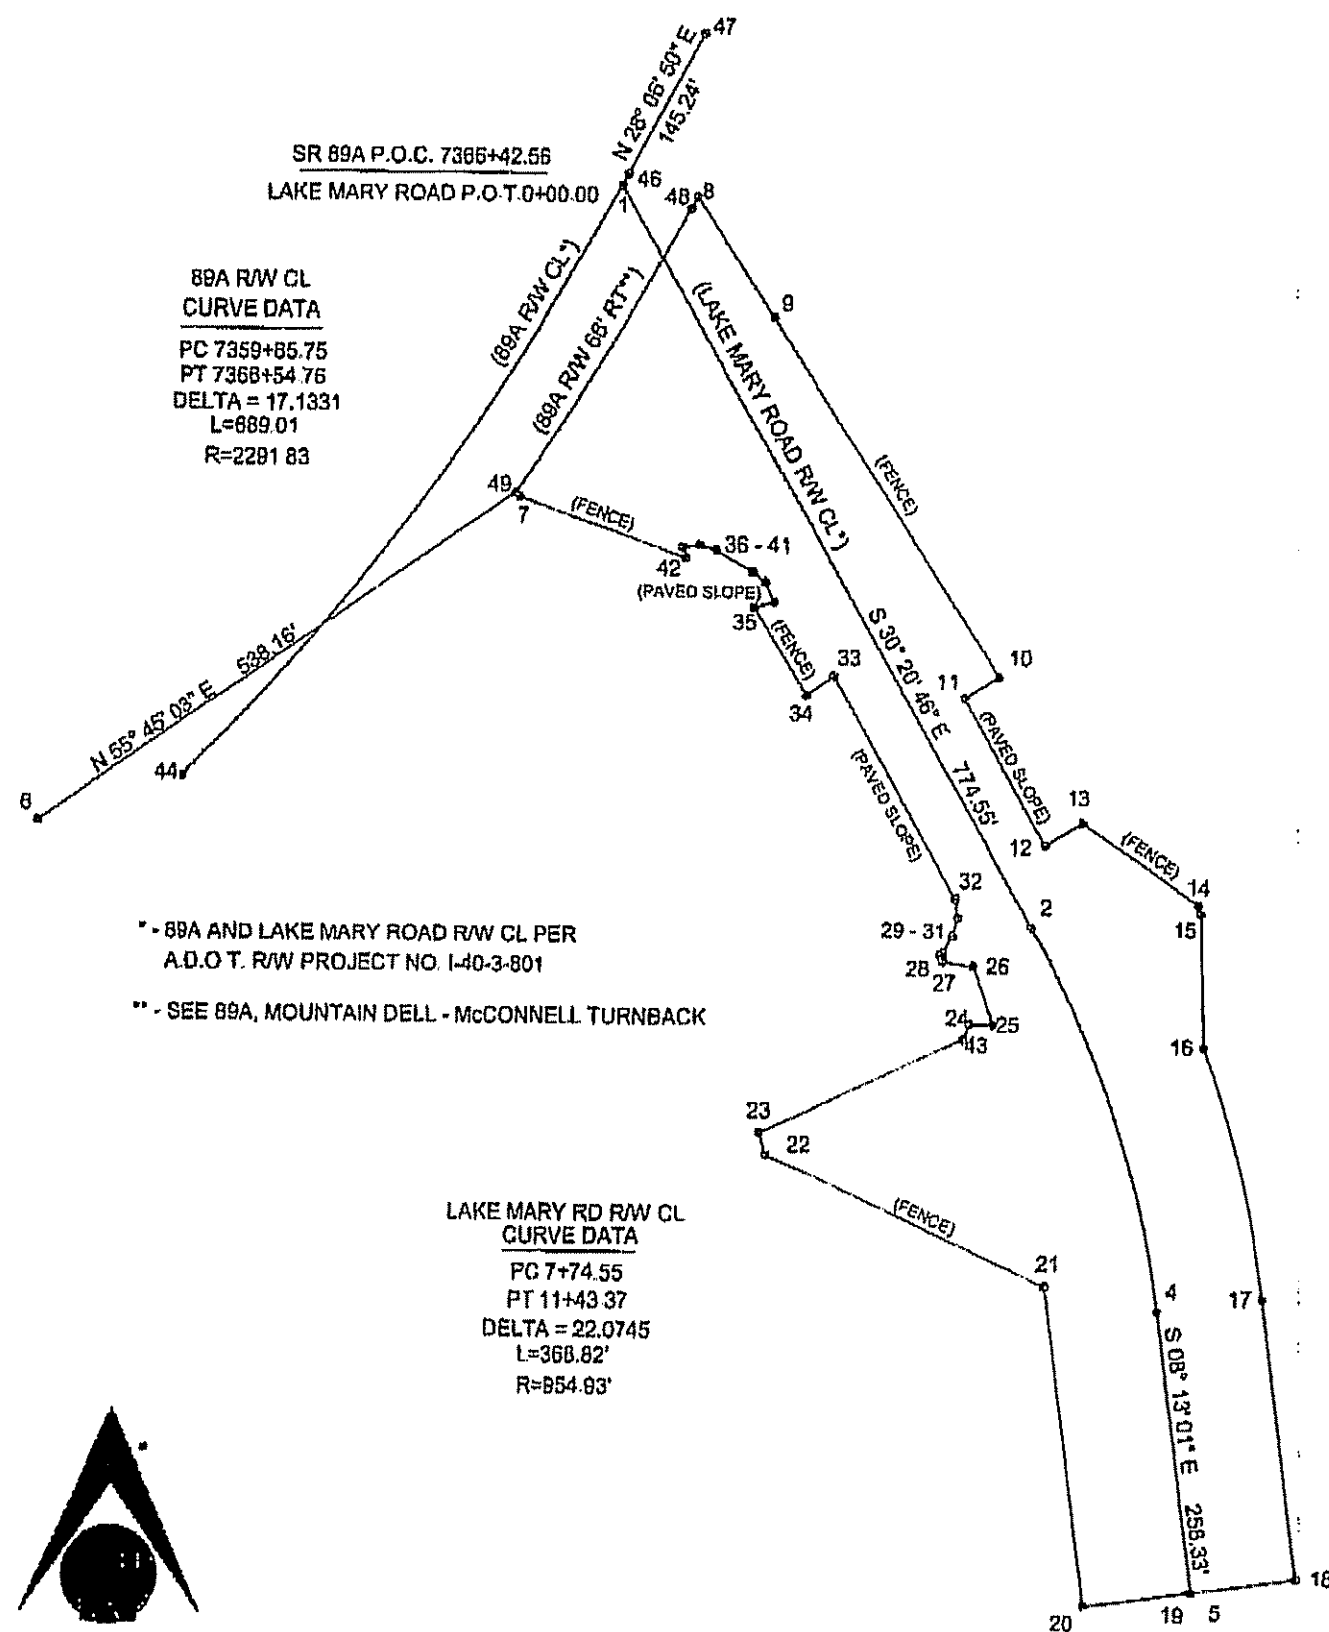 47
N 28° 06' 50" E
145.24'
SR 89A P.O.C. 7366+42.56
LAKE MARY ROAD P.O.T.0+00.00
46
1
48
8
89A R/W CL
CURVE DATA
PC 7359+85.75
PT 7366+54.76
DELTA = 17.1331
L=689.01
R=2291 83
(89A R/W CL*)
(89A R/W 66' RT**)
(LAKE MARY ROAD R/W CL*)
9
(FENCE)
49
7
(FENCE)
42
36 - 41
(PAVED SLOPE)
35
(FENCE)
33
34
S 30° 20' 46" E 774.55'
10
11
(PAVED SLOPE)
N 55° 45' 03" E 538.16'
44
6
(PAVED SLOPE)
13
12
(FENCE)
14
15
32
2
29 - 31
28
27
26
* - 89A AND LAKE MARY ROAD R/W CL PER
A.D.O T. R/W PROJECT NO. I-40-3-801
** - SEE 89A, MOUNTAIN DELL - McCONNELL TURNBACK
24
25
43
16
23
22
LAKE MARY RD R/W CL
CURVE DATA
PC 7+74.55
PT 11+43 37
DELTA = 22.0745
L=368.82'
R=954.93'
(FENCE)
21
4
17
S 08° 13' 01" E 258.33'
18
20
19
5